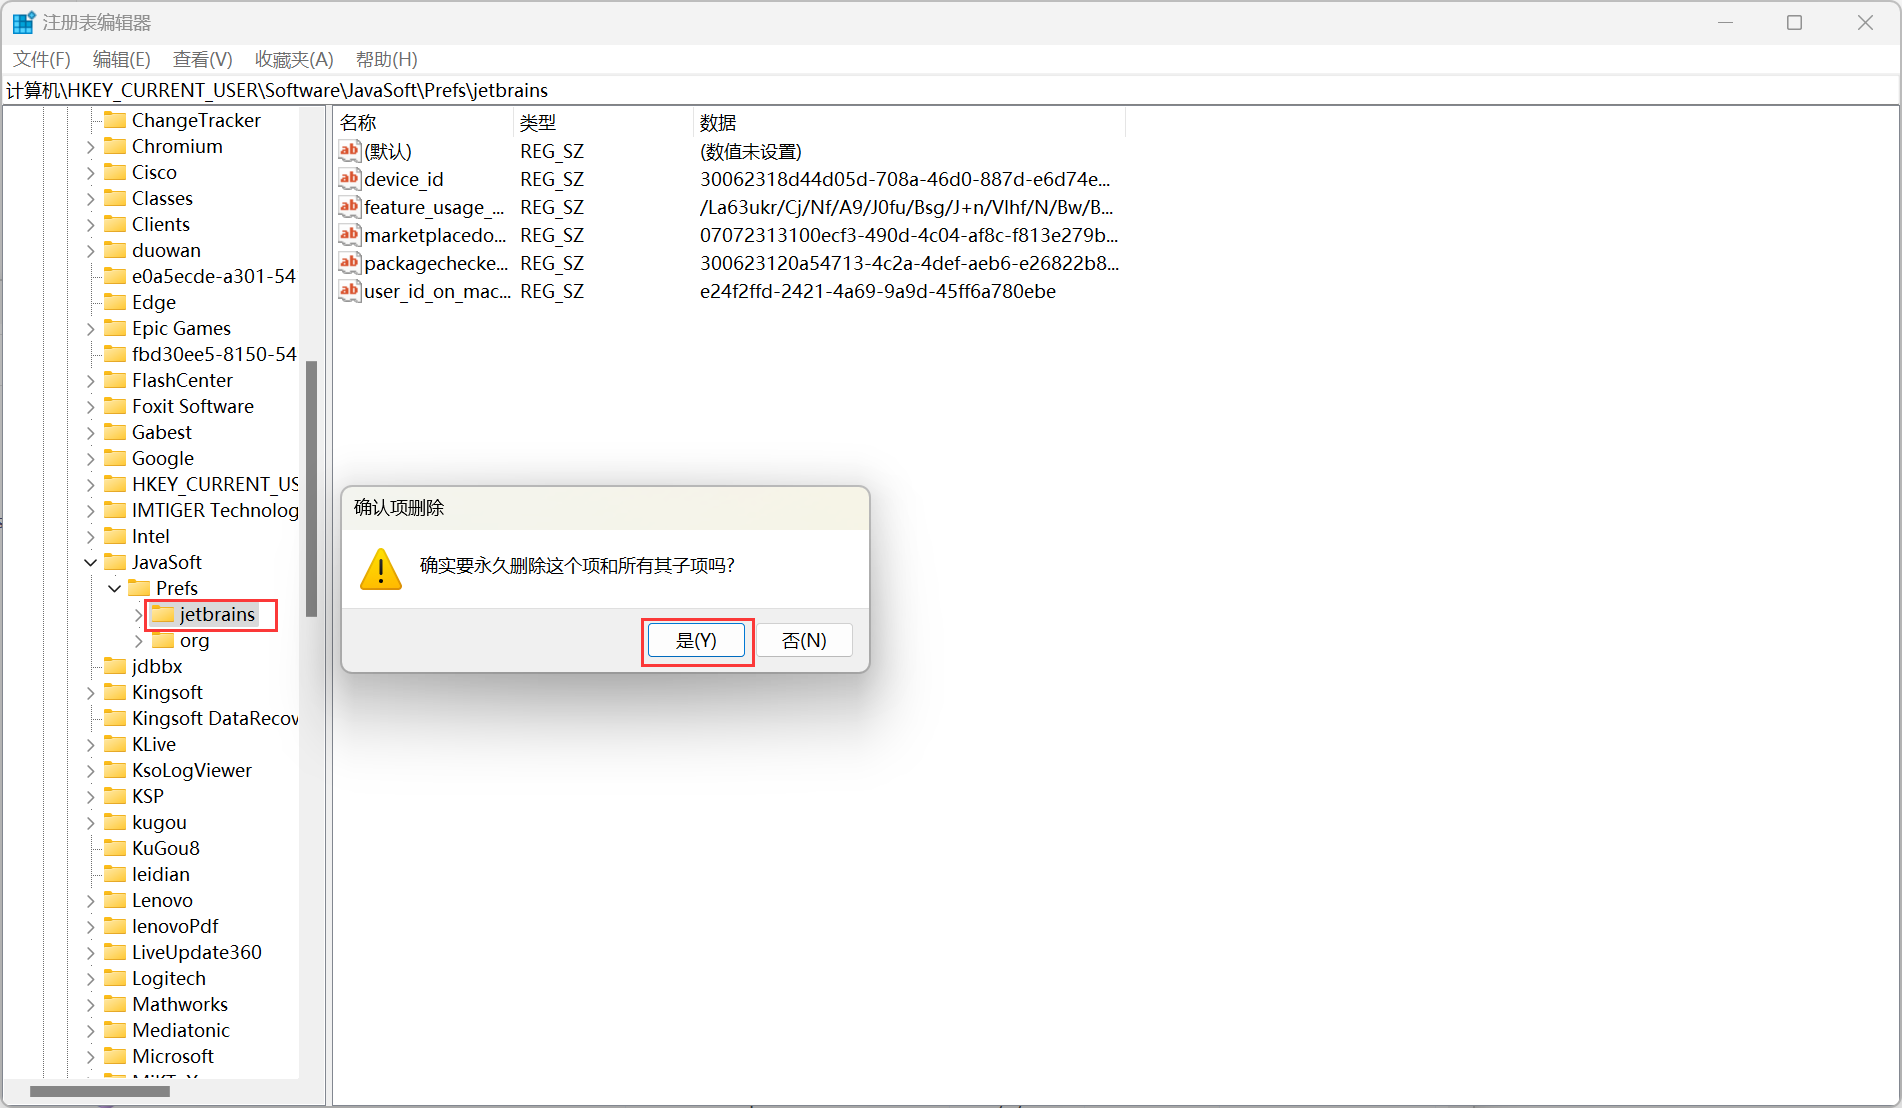 注册表编辑器
文件(F) 编辑(E) 查看(V) 收藏夹(A) 帮助(H)
计算机\HKEY_CURRENT_USER\Software\JavaSoft\Prefs\jetbrains
ChangeTracker
Chromium
Cisco
Classes
Clients
duowan
e0a5ecde-a301-54
Edge
Epic Games
fbd30ee5-8150-54
FlashCenter
Foxit Software
Gabest
Google
HKEY_CURRENT_US
IMTIGER Technolog
Intel
JavaSoft
Prefs
jetbrains
org
jdbbx
Kingsoft
Kingsoft DataRecov
KLive
KsoLogViewer
KSP
kugou
KuGou8
leidian
Lenovo
lenovoPdf
LiveUpdate360
Logitech
Mathworks
Mediatonic
Microsoft
名称 类型 数据
(默认) REG_SZ (数值未设置)
device_id REG_SZ 30062318d44d05d-708a-46d0-887d-e6d74e...
feature_usage_... REG_SZ /La63ukr/Cj/Nf/A9/J0fu/Bsg/J+n/Vlhf/N/Bw/B...
marketplacedo... REG_SZ 07072313100ecf3-490d-4c04-af8c-f813e279b...
packagechecke... REG_SZ 300623120a54713-4c2a-4def-aeb6-e26822b8...
user_id_on_mac... REG_SZ e24f2ffd-2421-4a69-9a9d-45ff6a780ebe
确认项删除
确实要永久删除这个项和所有其子项吗?
是(Y) 否(N)